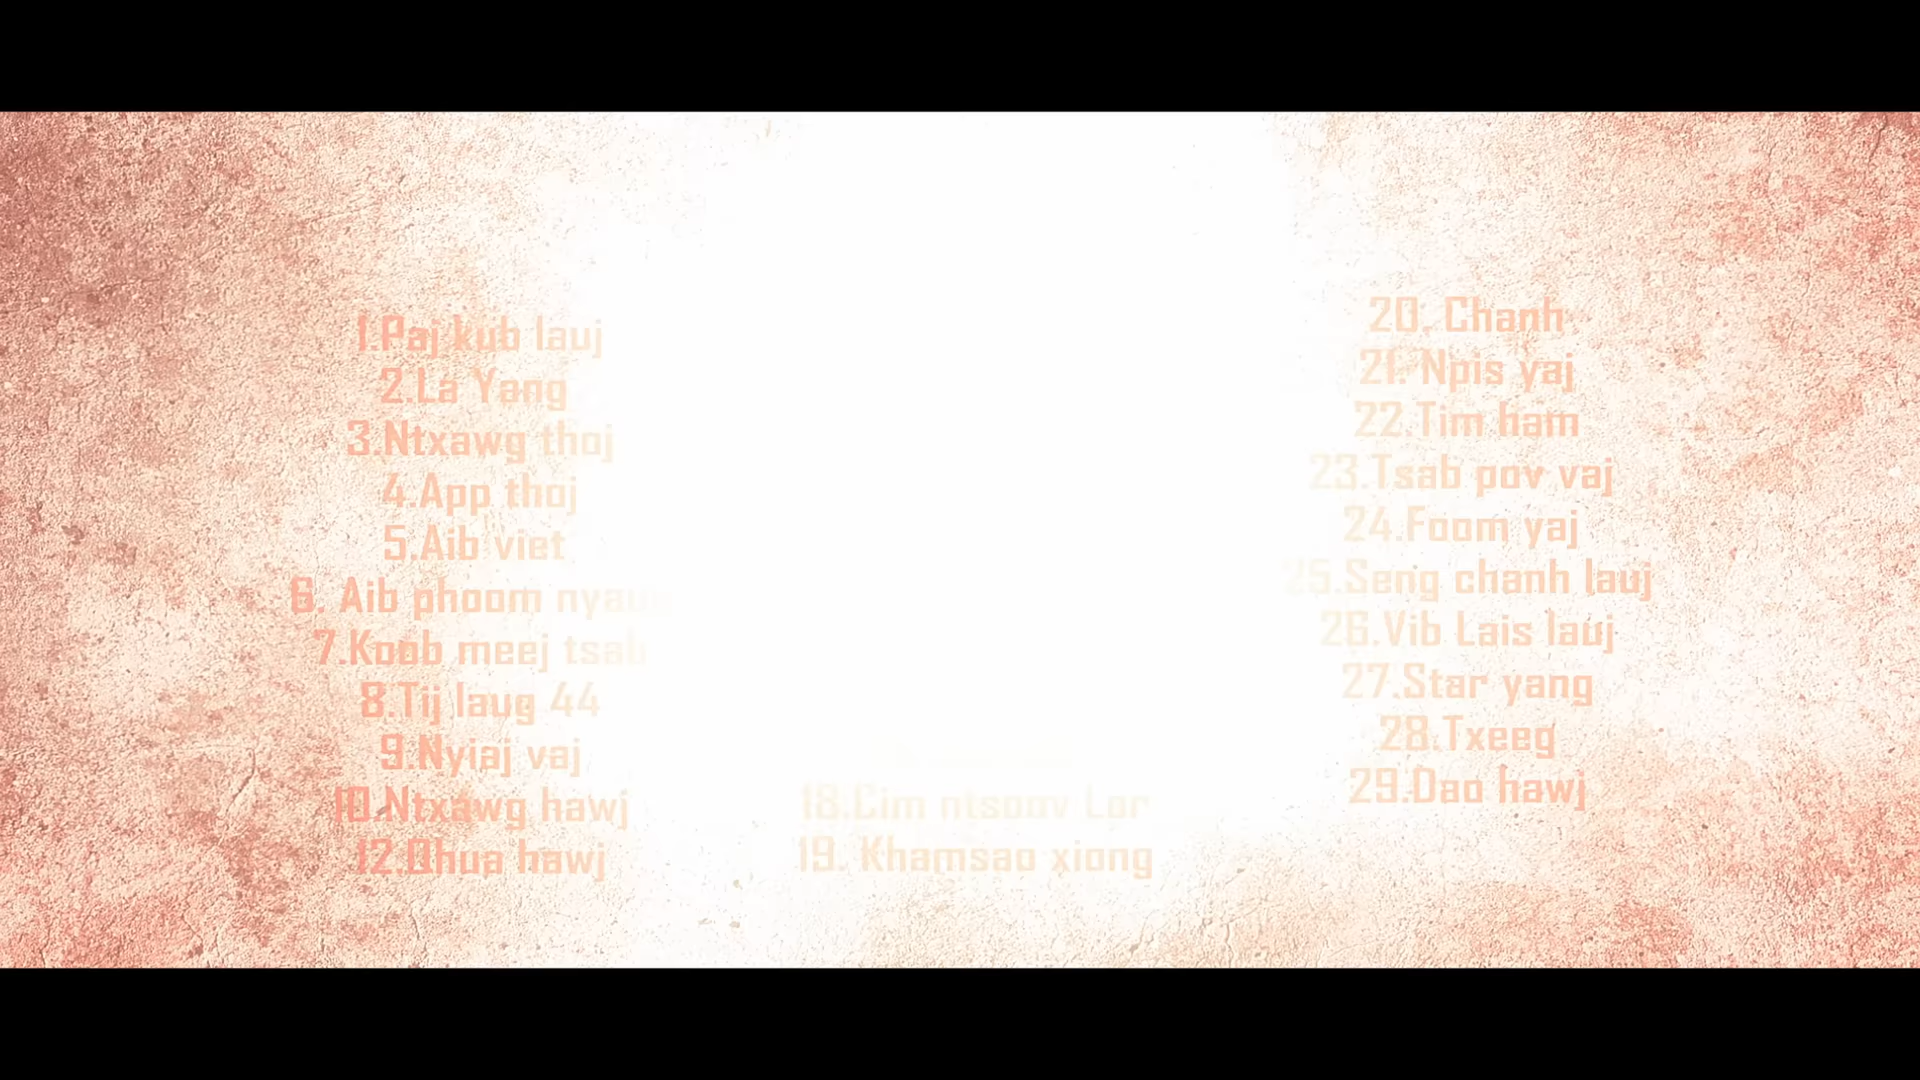 1.Paj kub lauj
2.La Yang
3.Ntxawg thoj
4.App thoj
5.Aib viet
6. Aib phoom
7.Koob meej tsab
8.Tij laug 44
9.Nyiaj vaj
10.Ntxawg hawj
12.Qhua hawj
18.Cim ntsoov Lor
19. Khamsao xiong
20. Chanh
21. Npis yaj
22.Tim ham
23.Tsab pov vaj
24.Foom yaj
25.Seng chanh lauj
26.Vib Lais lauj
27.Star yang
28.Txeeg
29.Dao hawj